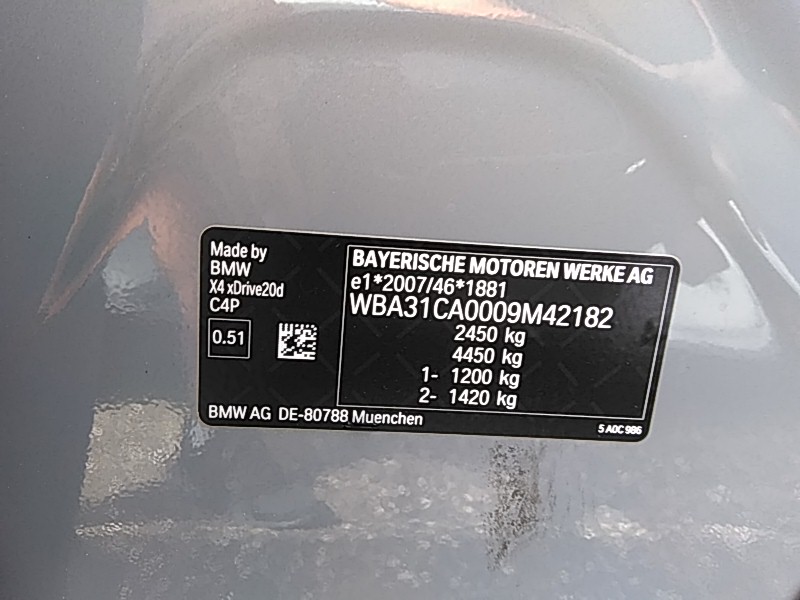 Made by
BMW
X4 xDrive20d
C4P
0.51
BAYERISCHE MOTOREN WERKE AG
e1*2007/46*1881
WBA31CA0009M42182
2450 kg
4450 kg
1- 1200 kg
2- 1420 kg
BMW AG DE-80788 Muenchen
5 A0C 986